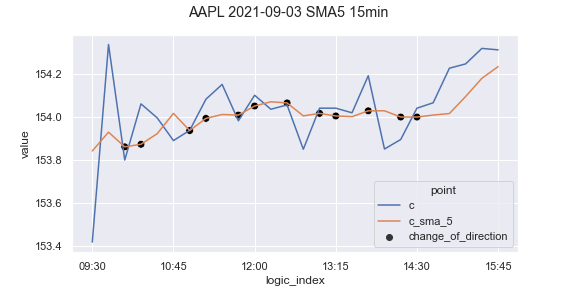 AAPL 2021-09-03 SMA5 15min
value
154.2
154.0
153.8
153.6
153.4
point
c
c_sma_5
change_of_direction
09:30 10:45 12:00 13:15 14:30 15:45
logic_index